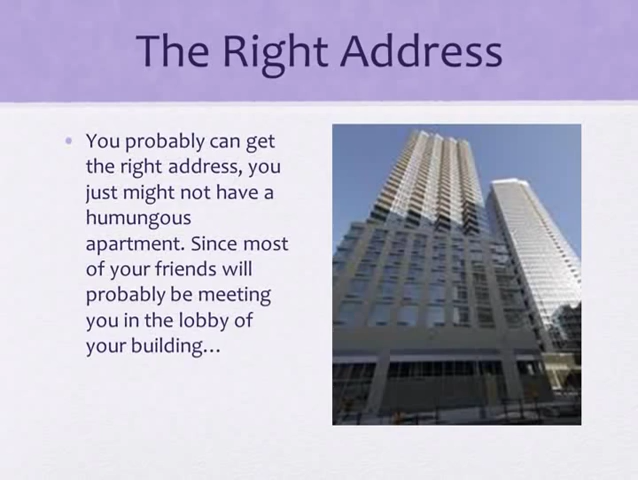 The Right Address
• You probably can get
the right address, you
just might not have a
humungous
apartment. Since most
of your friends will
probably be meeting
you in the lobby of
your building…